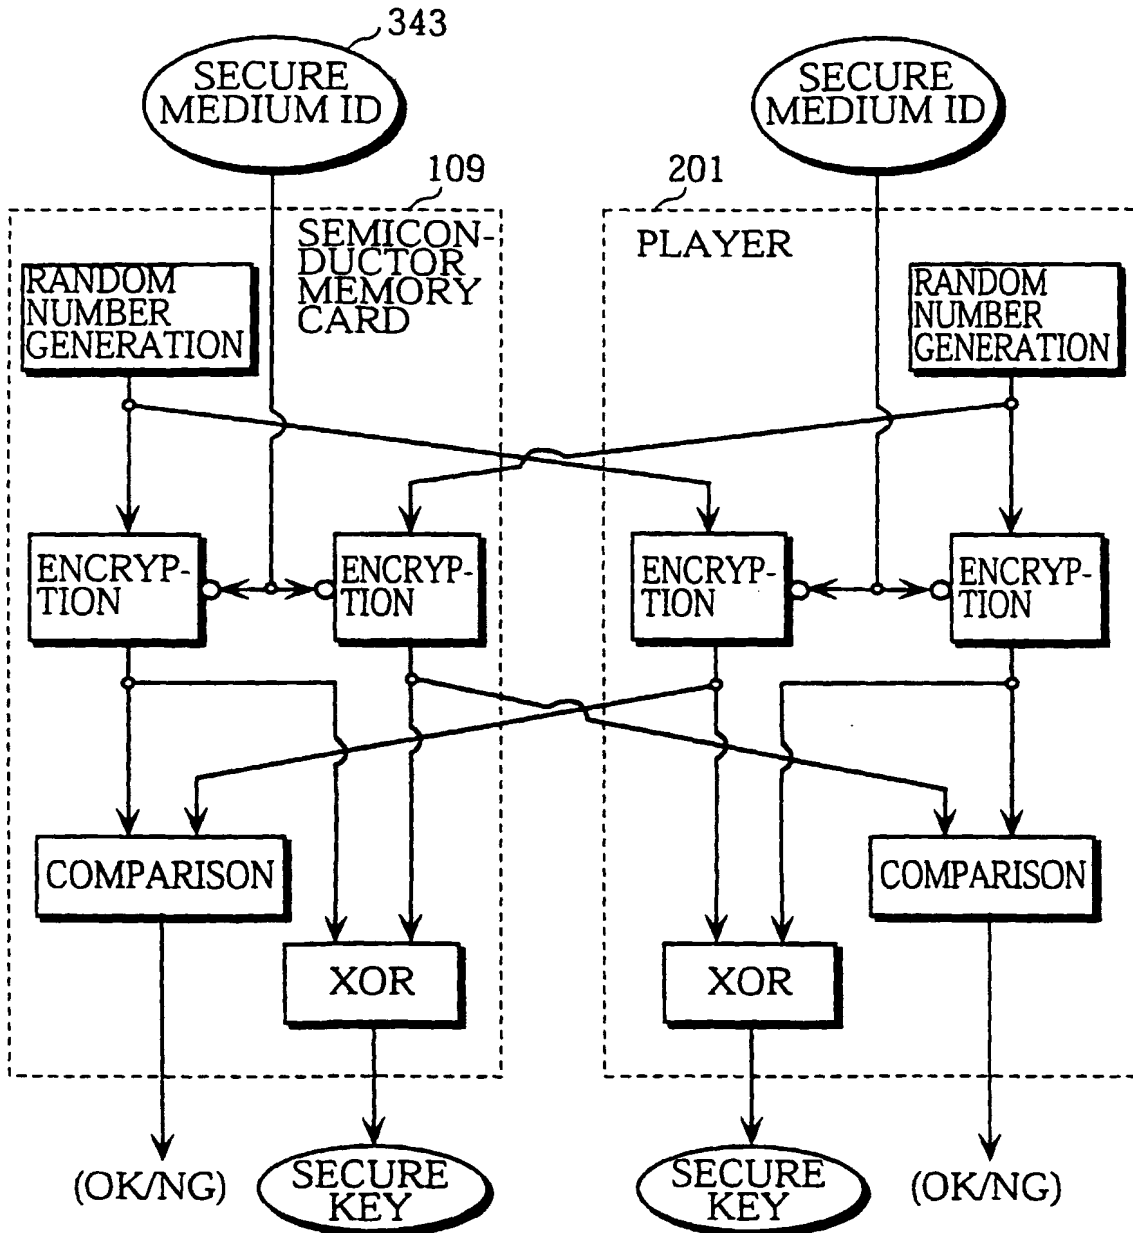 343
SECURE
MEDIUM ID
SECURE
MEDIUM ID
109
201
SEMICON-
DUCTOR
MEMORY
CARD
PLAYER
RANDOM
NUMBER
GENERATION
RANDOM
NUMBER
GENERATION
ENCRYP-
TION
ENCRYP-
TION
ENCRYP-
TION
ENCRYP-
TION
COMPARISON
COMPARISON
XOR
XOR
(OK/NG)
SECURE
KEY
SECURE
KEY
(OK/NG)